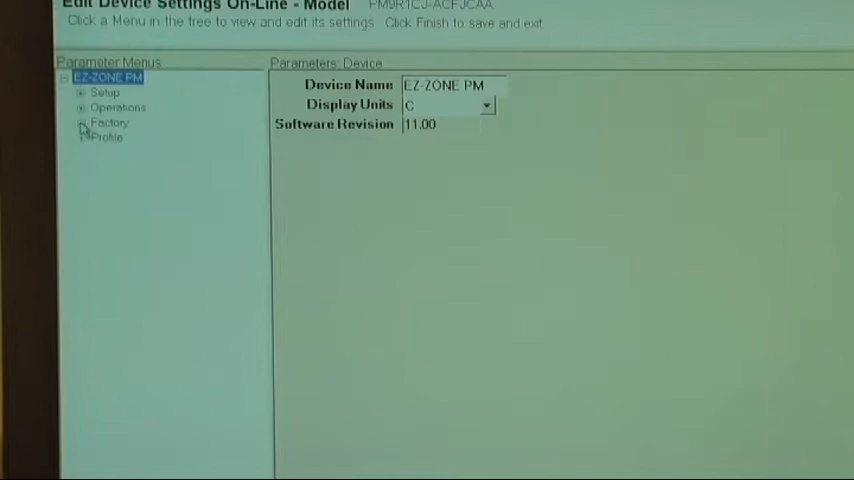 Edit Device Settings On-Line - Model PM9R1CJ-ACFJCAA
Click a Menu in the tree to view and edit its settings. Click Finish to save and exit.
Parameter Menus
EZ-ZONE PM
Setup
Operations
Factory
Profile
Parameters: Device
Device Name EZ-ZONE PM
Display Units C
Software Revision 11.00